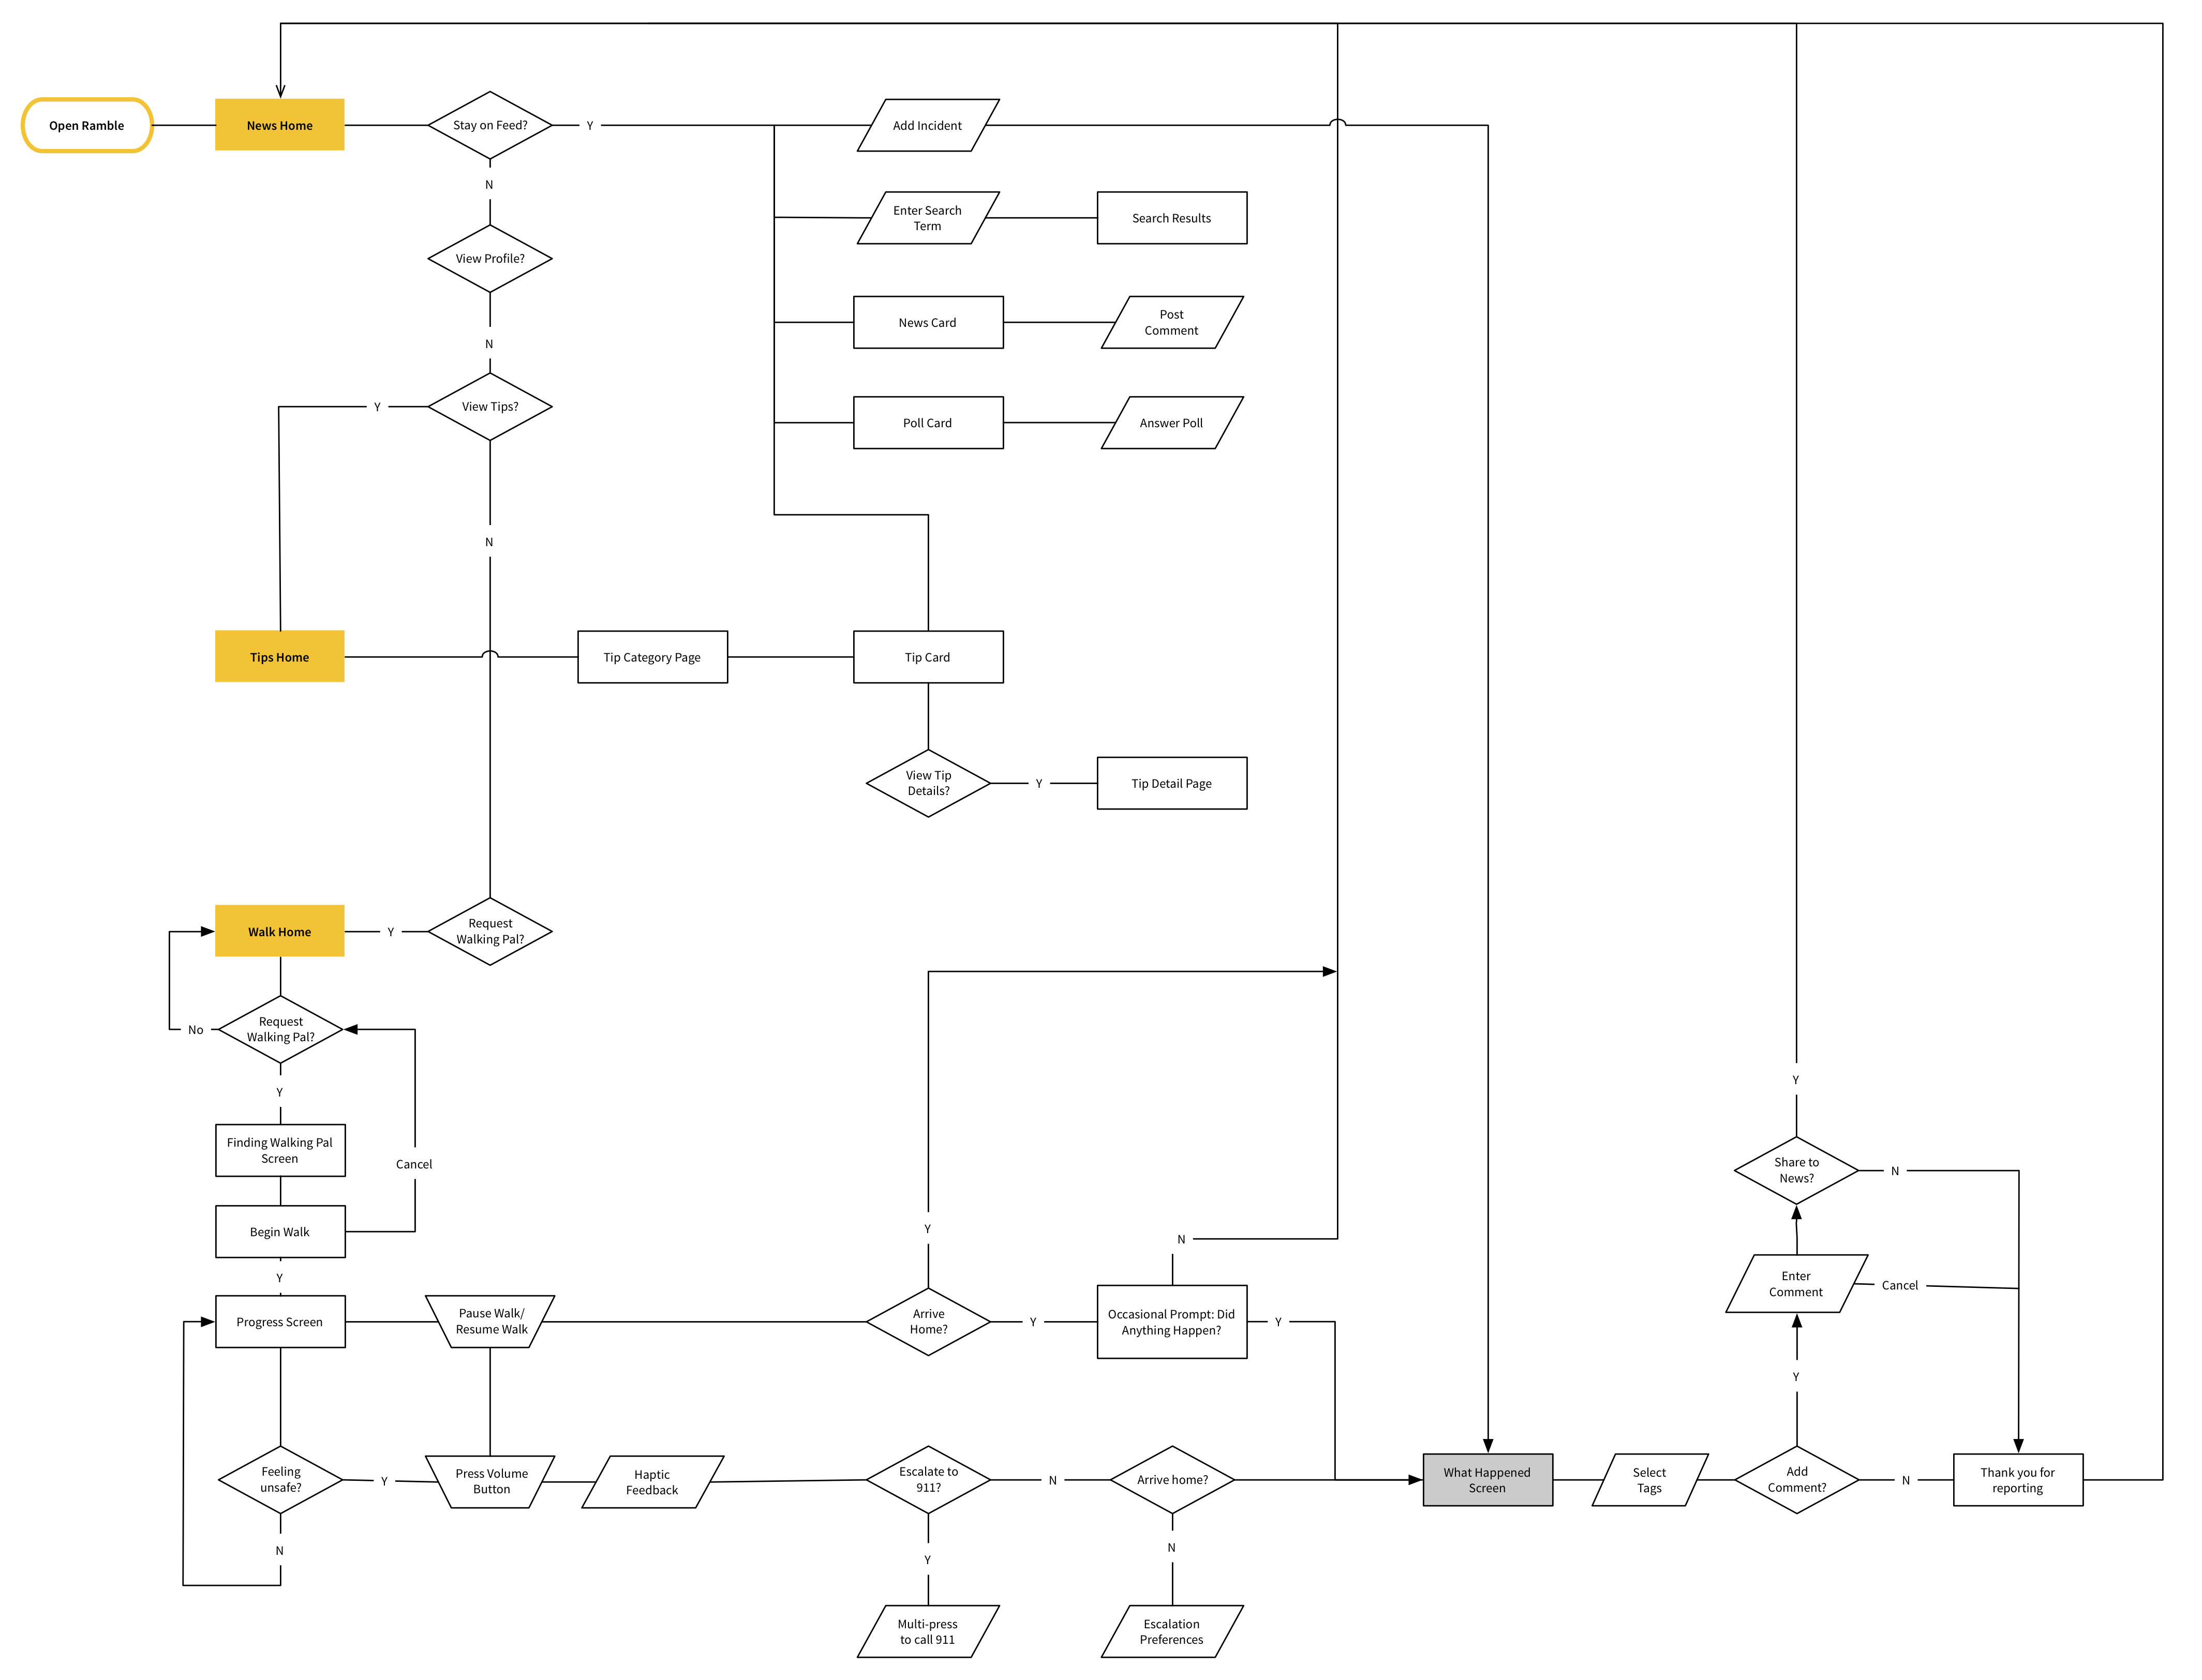 Open Ramble
News Home
Stay on Feed?
Y
Add Incident
N
Enter Search
Term
Search Results
View Profile?
News Card
Post
Comment
N
View Tips?
Y
Poll Card
Answer Poll
N
Tips Home
Tip Category Page
Tip Card
View Tip
Details?
Y
Tip Detail Page
Walk Home
Y
Request
Walking Pal?
No
Request
Walking Pal?
Y
Finding Walking Pal
Screen
Cancel
Begin Walk
Y
Progress Screen
Pause Walk/
Resume Walk
Y
Arrive
Home?
Y
N
Occasional Prompt: Did
Anything Happen?
Y
Y
Share to
News?
N
Enter
Comment
Cancel
Y
Feeling
unsafe?
Y
Press Volume
Button
Haptic
Feedback
Escalate to
911?
N
Arrive home?
What Happened
Screen
Select
Tags
Add
Comment?
N
Thank you for
reporting
N
Y
N
Multi-press
to call 911
Escalation
Preferences